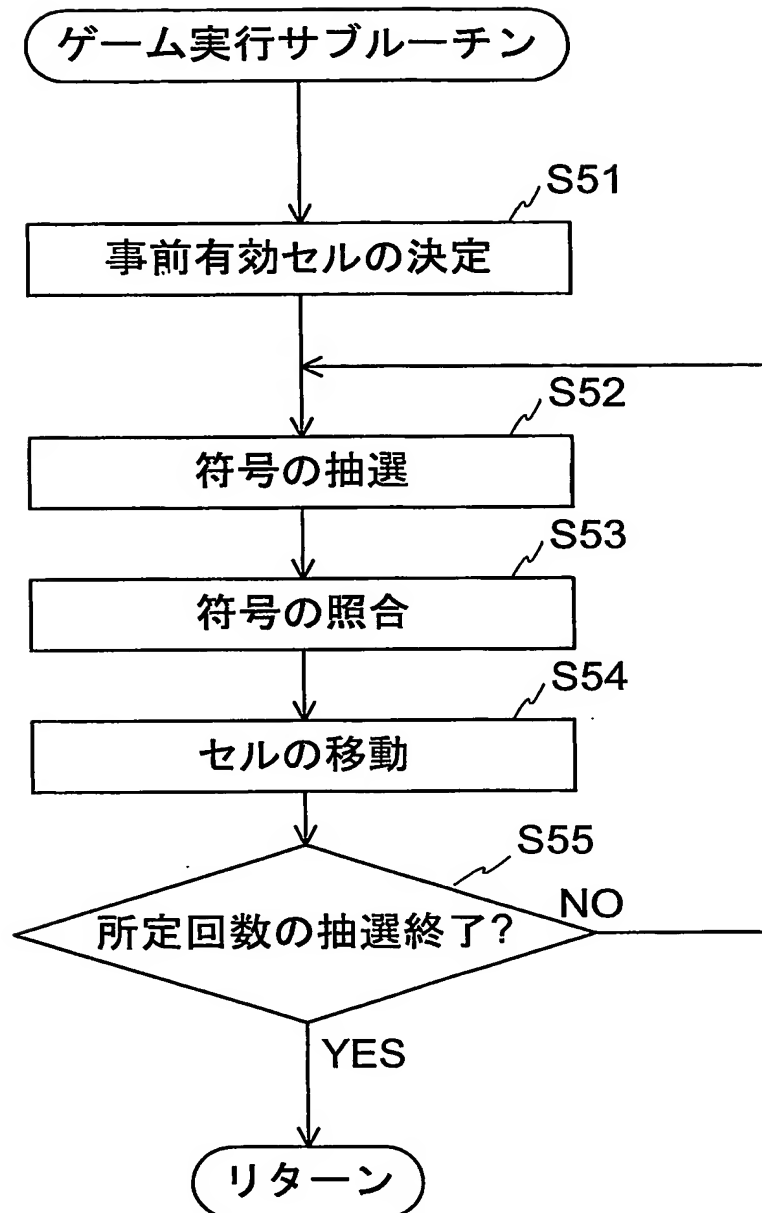 ゲーム実行サブルーチン
S51
事前有効セルの決定
S52
符号の抽選
S53
符号の照合
S54
セルの移動
S55
所定回数の抽選終了?
NO
YES
リターン